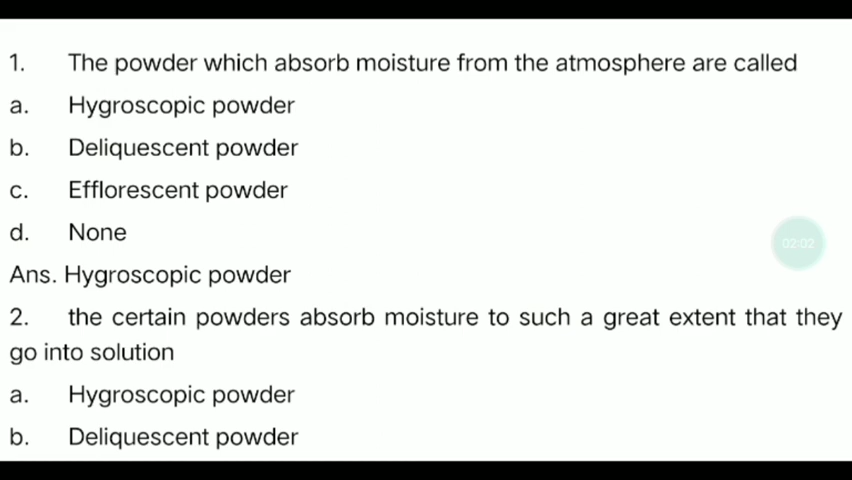 1. The powder which absorb moisture from the atmosphere are called
a. Hygroscopic powder
b. Deliquescent powder
c. Efflorescent powder
d. None
02:02
Ans. Hygroscopic powder
2. the certain powders absorb moisture to such a great extent that they
go into solution
a. Hygroscopic powder
b. Deliquescent powder